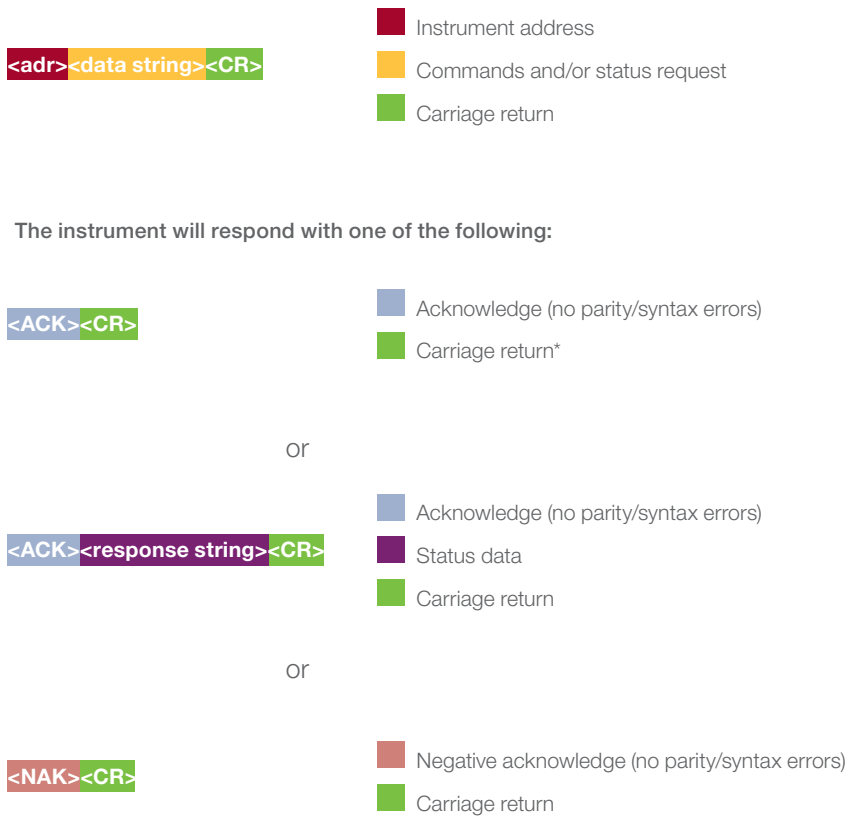 <adr><data string><CR>
Instrument address
Commands and/or status request
Carriage return
The instrument will respond with one of the following:
<ACK><CR>
Acknowledge (no parity/syntax errors)
Carriage return*
or
<ACK><response string><CR>
Acknowledge (no parity/syntax errors)
Status data
Carriage return
or
<NAK><CR>
Negative acknowledge (no parity/syntax errors)
Carriage return